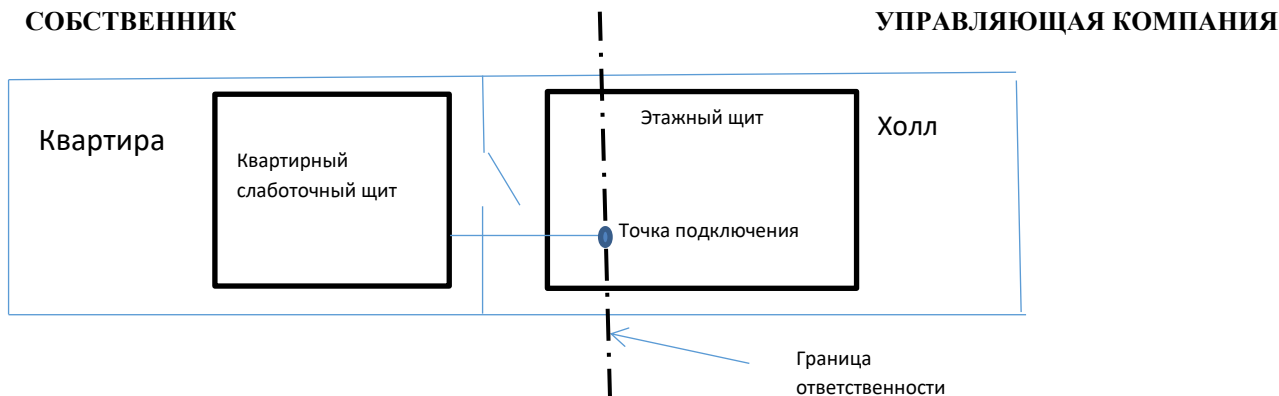 СОБСТВЕННИК
УПРАВЛЯЮЩАЯ КОМПАНИЯ
Квартира
Квартирный
слаботочный щит
Этажный щит
Холл
Точка подключения
Граница
ответственности